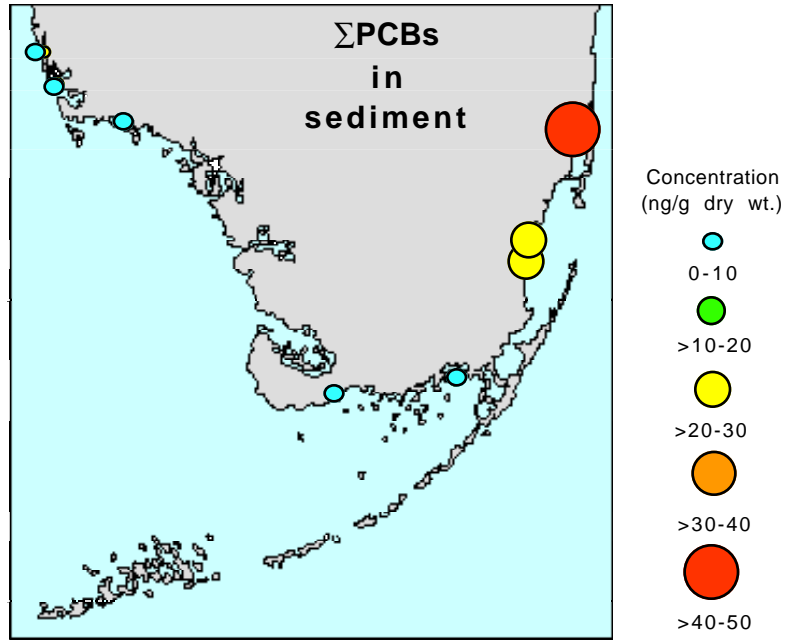 ΣPCBs
in
sediment
Concentration
(ng/g dry wt.)
0-10
>10-20
>20-30
>30-40
>40-50